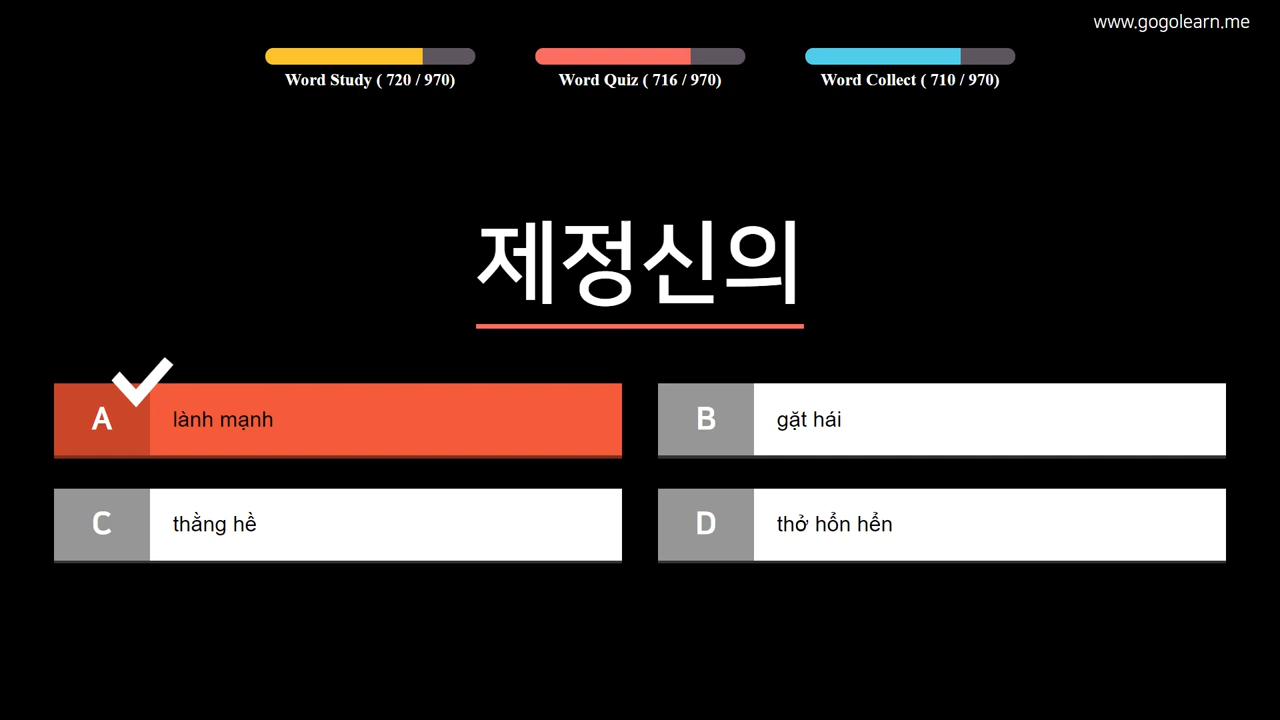 www.gogolearn.me
Word Study ( 720 / 970)
Word Quiz ( 716 / 970)
Word Collect ( 710 / 970)
제정신의
A lành mạnh
B gặt hái
C thằng hề
D thở hổn hển